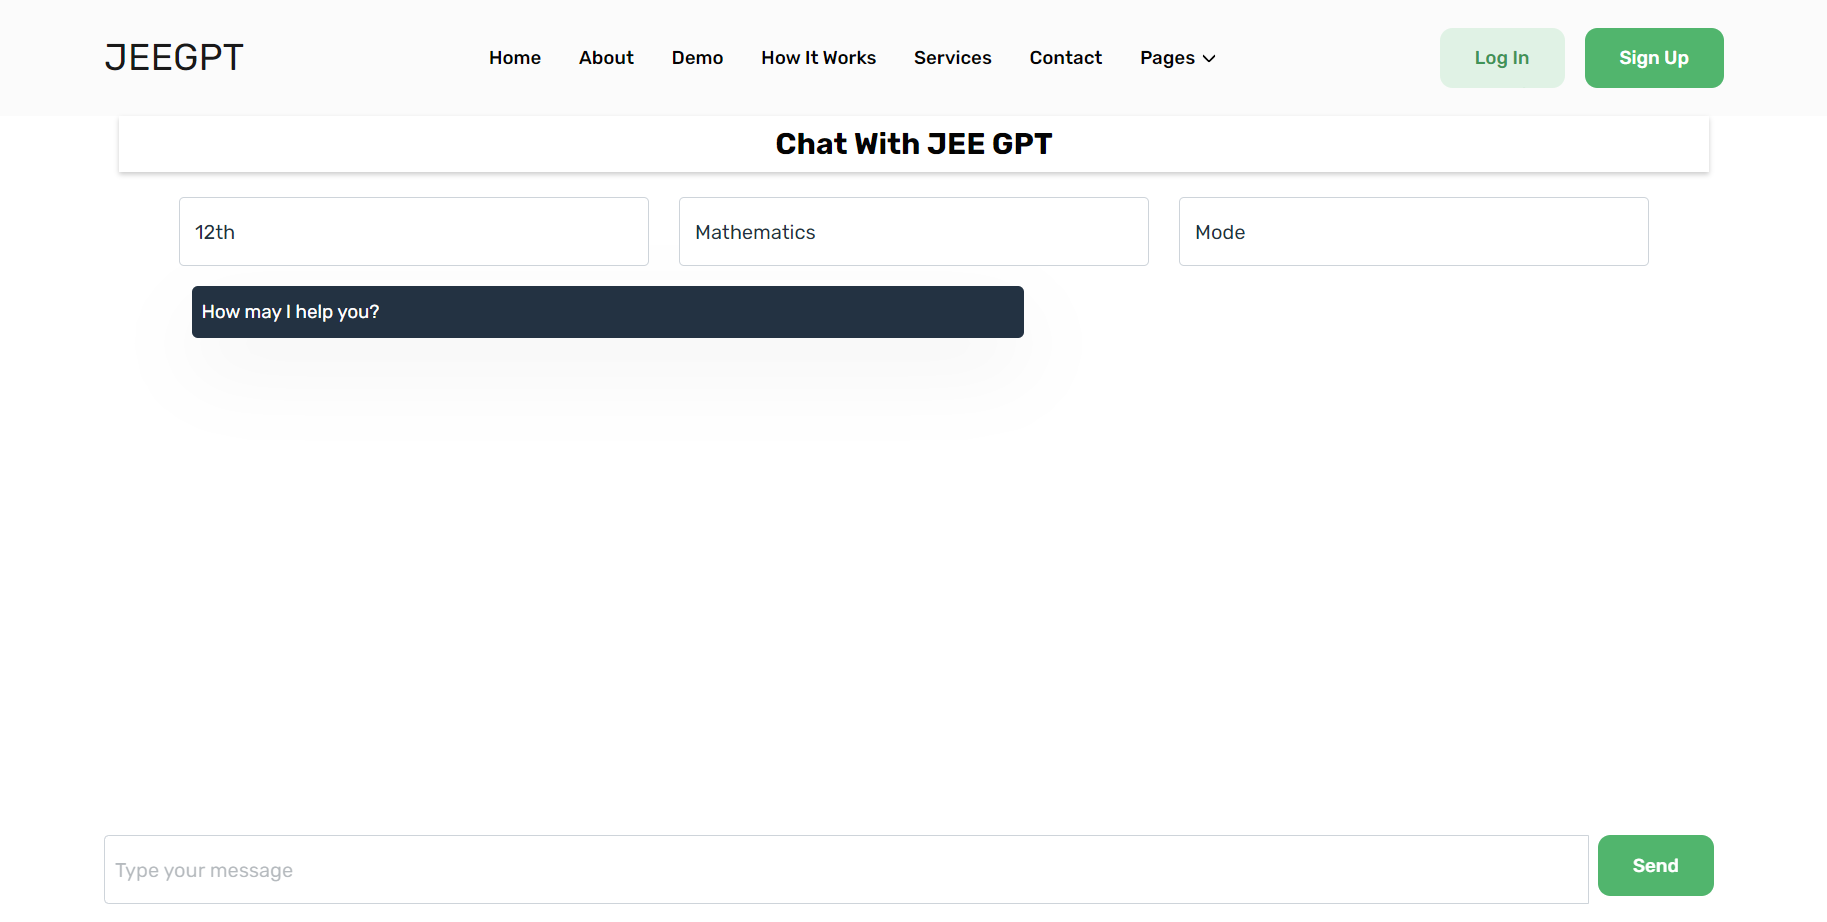 JEEGPT
Home About Demo How It Works Services Contact Pages
Log In
Sign Up
Chat With JEE GPT
12th
Mathematics
Mode
How may I help you?
Type your message
Send